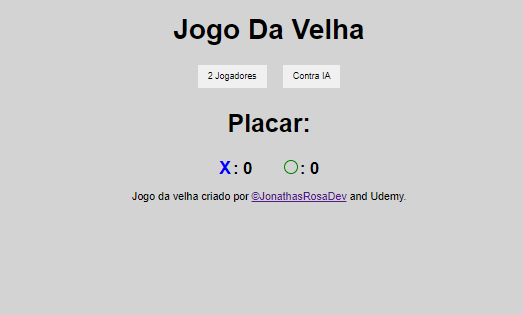 Jogo Da Velha
2 Jogadores Contra IA
Placar:
X: 0 O: 0
Jogo da velha criado por ©JonathasRosaDev and Udemy.